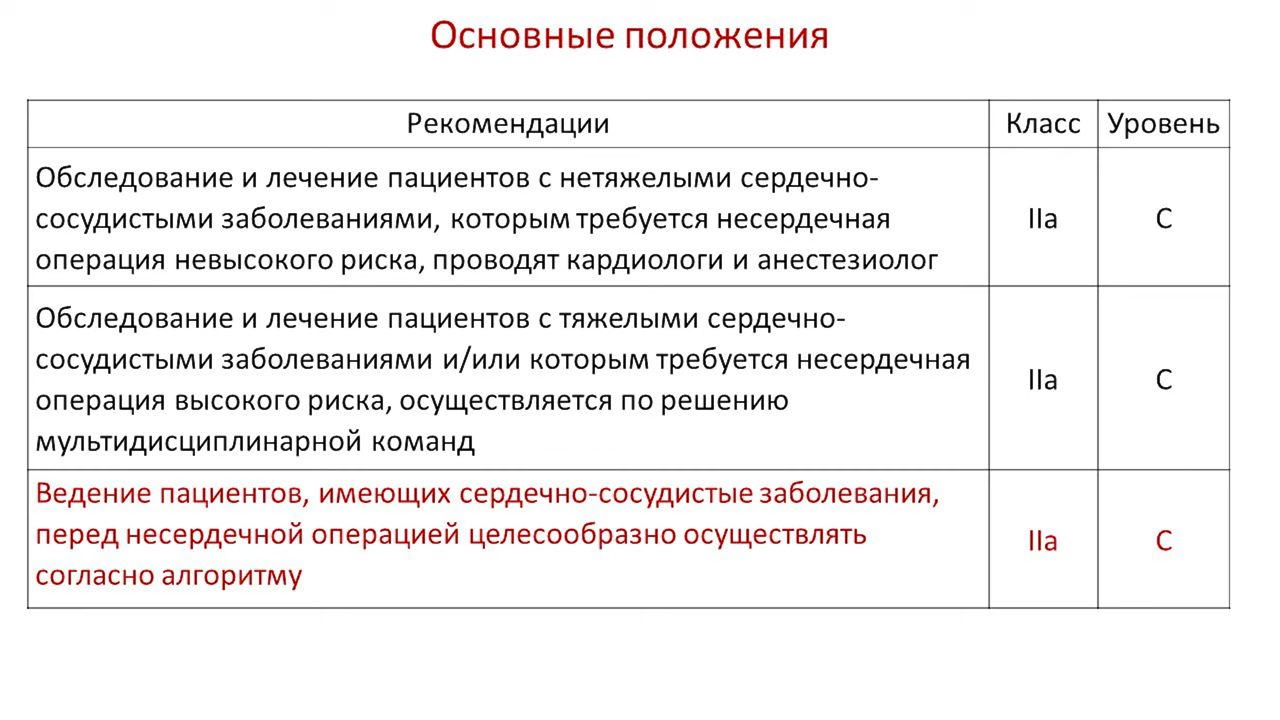 Основные положения
Рекомендации Класс Уровень
Обследование и лечение пациентов с нетяжелыми сердечно-
сосудистыми заболеваниями, которым требуется несердечная
операция невысокого риска, проводят кардиологи и анестезиолог
IIa C
Обследование и лечение пациентов с тяжелыми сердечно-
сосудистыми заболеваниями и/или которым требуется несердечная
операция высокого риска, осуществляется по решению
мультидисциплинарной команд
IIa C
Ведение пациентов, имеющих сердечно-сосудистые заболевания,
перед несердечной операцией целесообразно осуществлять
согласно алгоритму
IIa C